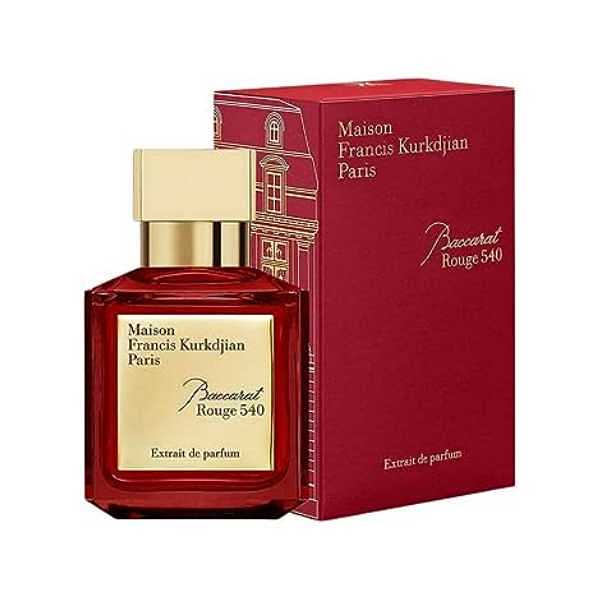 Maison
Francis Kurkdjian
Paris
Baccarat
Rouge 540
Extrait de parfum
Maison
Francis Kurkdjian
Paris
Baccarat
Rouge 540
Extrait de parfum